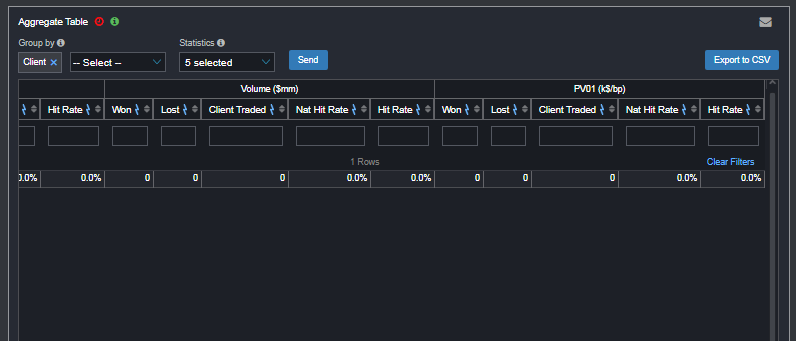 Aggregate Table
Group by Statistics
Client × -- Select -- 5 selected Send Export to CSV
Volume ($mm) PV01 (k$/bp)
Hit Rate Won Lost Client Traded Nat Hit Rate Hit Rate Won Lost Client Traded Nat Hit Rate Hit Rate
1 Rows Clear Filters
0.0% 0.0% 0 0 0 0.0% 0.0% 0 0 0 0.0% 0.0%